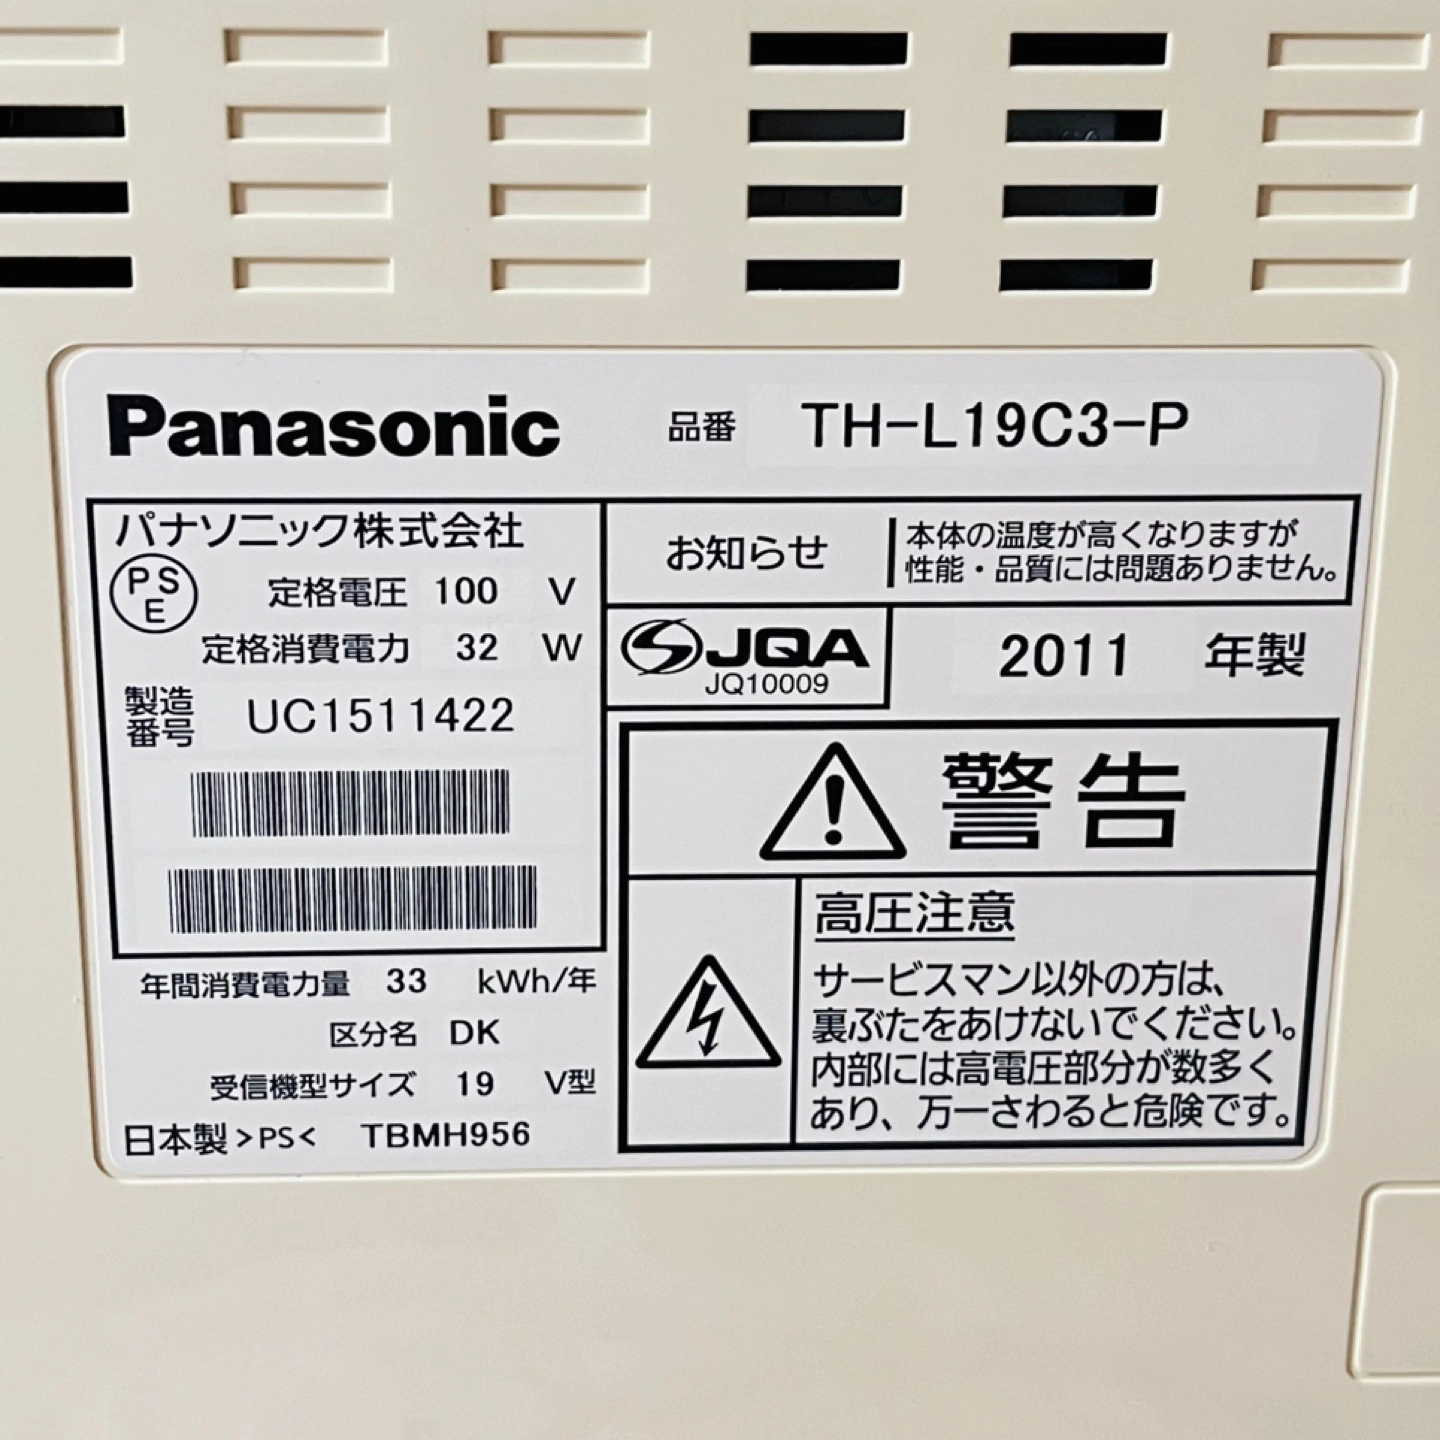 Panasonic 品番 TH-L19C3-P
パナソニック株式会社
PS
E
定格電圧 100 V
定格消費電力 32 W
製造
番号 UC1511422
年間消費電力量 33 kWh/年
区分名 DK
受信機型サイズ 19 V型
日本製 >PS< TBMH956
お知らせ
本体の温度が高くなりますが
性能・品質には問題ありません。
JQA
JQ10009
2011 年製
警告
高圧注意
サービスマン以外の方は、
裏ぶたをあけないでください。
内部には高電圧部分が数多く
あり、万一さわると危険です。